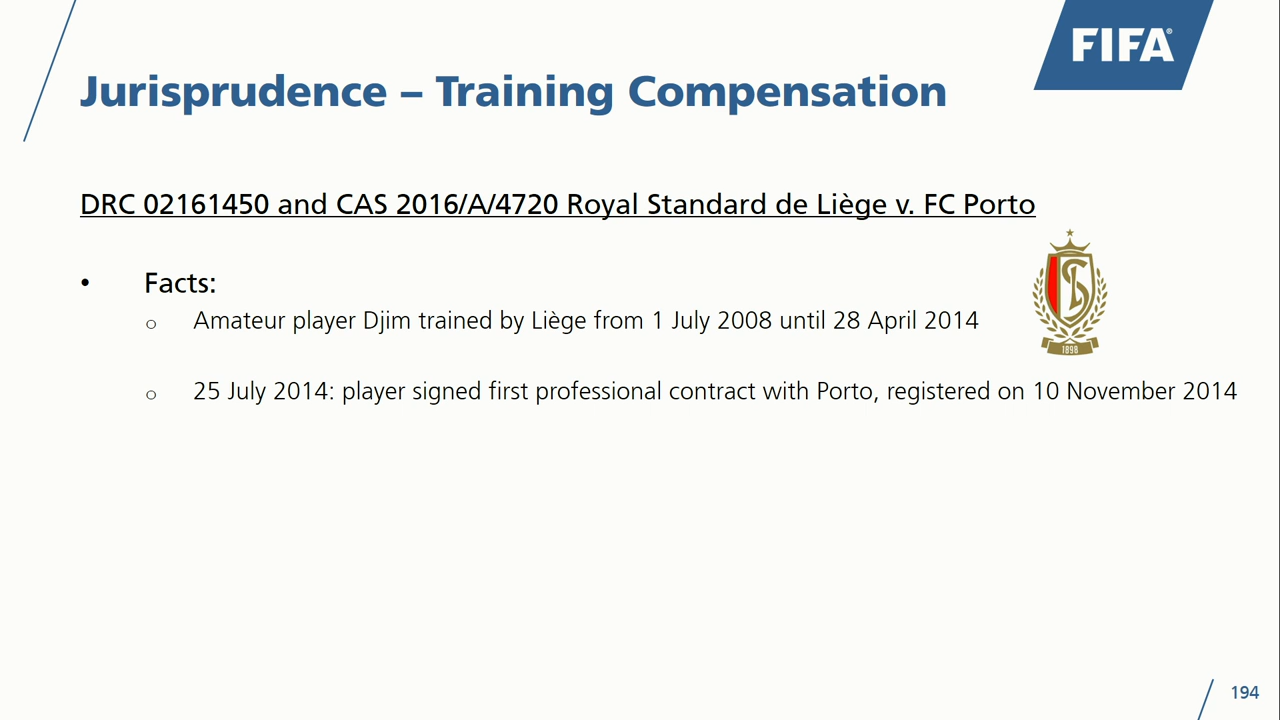 FIFA®
Jurisprudence – Training Compensation
DRC 02161450 and CAS 2016/A/4720 Royal Standard de Liège v. FC Porto
• Facts:
o Amateur player Djim trained by Liège from 1 July 2008 until 28 April 2014
1898
o 25 July 2014: player signed first professional contract with Porto, registered on 10 November 2014
194